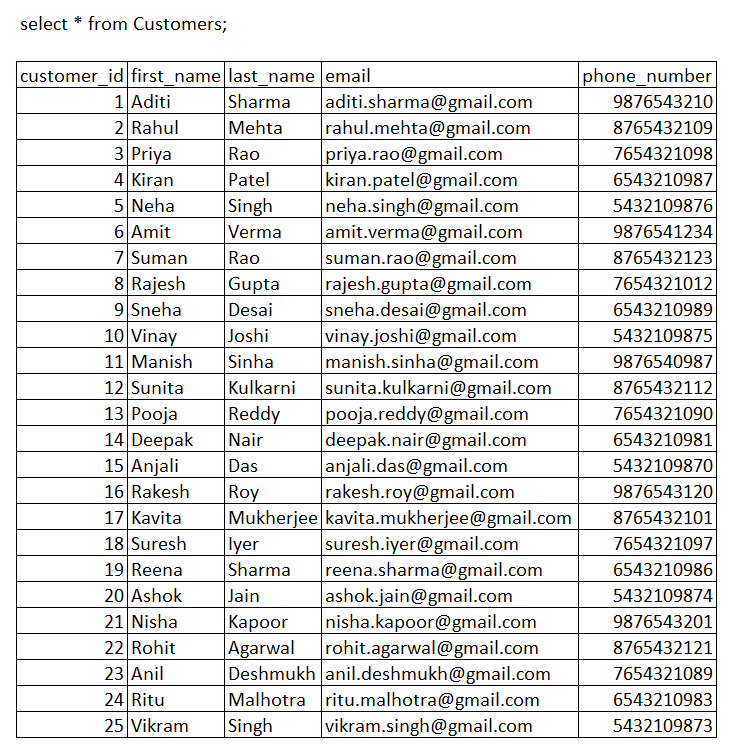 select * from Customers;
customer_id first_name last_name email phone_number
1 Aditi Sharma aditi.sharma@gmail.com 9876543210
2 Rahul Mehta rahul.mehta@gmail.com 8765432109
3 Priya Rao priya.rao@gmail.com 7654321098
4 Kiran Patel kiran.patel@gmail.com 6543210987
5 Neha Singh neha.singh@gmail.com 5432109876
6 Amit Verma amit.verma@gmail.com 9876541234
7 Suman Rao suman.rao@gmail.com 8765432123
8 Rajesh Gupta rajesh.gupta@gmail.com 7654321012
9 Sneha Desai sneha.desai@gmail.com 6543210989
10 Vinay Joshi vinay.joshi@gmail.com 5432109875
11 Manish Sinha manish.sinha@gmail.com 9876540987
12 Sunita Kulkarni sunita.kulkarni@gmail.com 8765432112
13 Pooja Reddy pooja.reddy@gmail.com 7654321090
14 Deepak Nair deepak.nair@gmail.com 6543210981
15 Anjali Das anjali.das@gmail.com 5432109870
16 Rakesh Roy rakesh.roy@gmail.com 9876543120
17 Kavita Mukherjee kavita.mukherjee@gmail.com 8765432101
18 Suresh Iyer suresh.iyer@gmail.com 7654321097
19 Reena Sharma reena.sharma@gmail.com 6543210986
20 Ashok Jain ashok.jain@gmail.com 5432109874
21 Nisha Kapoor nisha.kapoor@gmail.com 9876543201
22 Rohit Agarwal rohit.agarwal@gmail.com 8765432121
23 Anil Deshmukh anil.deshmukh@gmail.com 7654321089
24 Ritu Malhotra ritu.malhotra@gmail.com 6543210983
25 Vikram Singh vikram.singh@gmail.com 5432109873